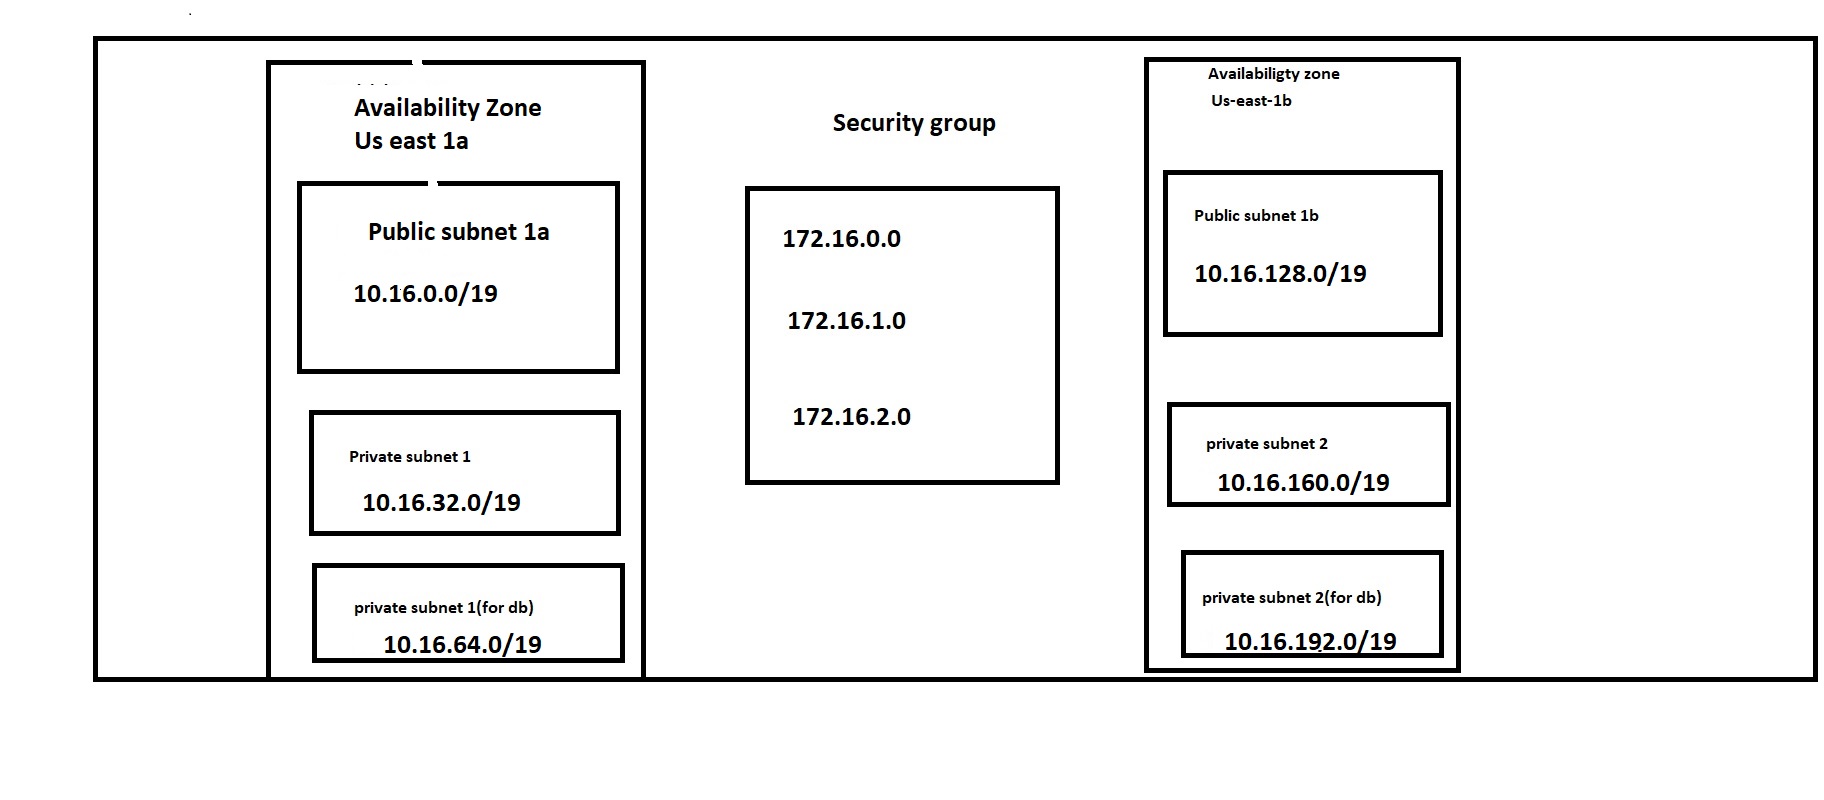 Availability Zone
Us east 1a
Public subnet 1a
10.16.0.0/19
Private subnet 1
10.16.32.0/19
private subnet 1(for db)
10.16.64.0/19
Security group
172.16.0.0
172.16.1.0
172.16.2.0
Availabiligty zone
Us-east-1b
Public subnet 1b
10.16.128.0/19
private subnet 2
10.16.160.0/19
private subnet 2(for db)
10.16.192.0/19